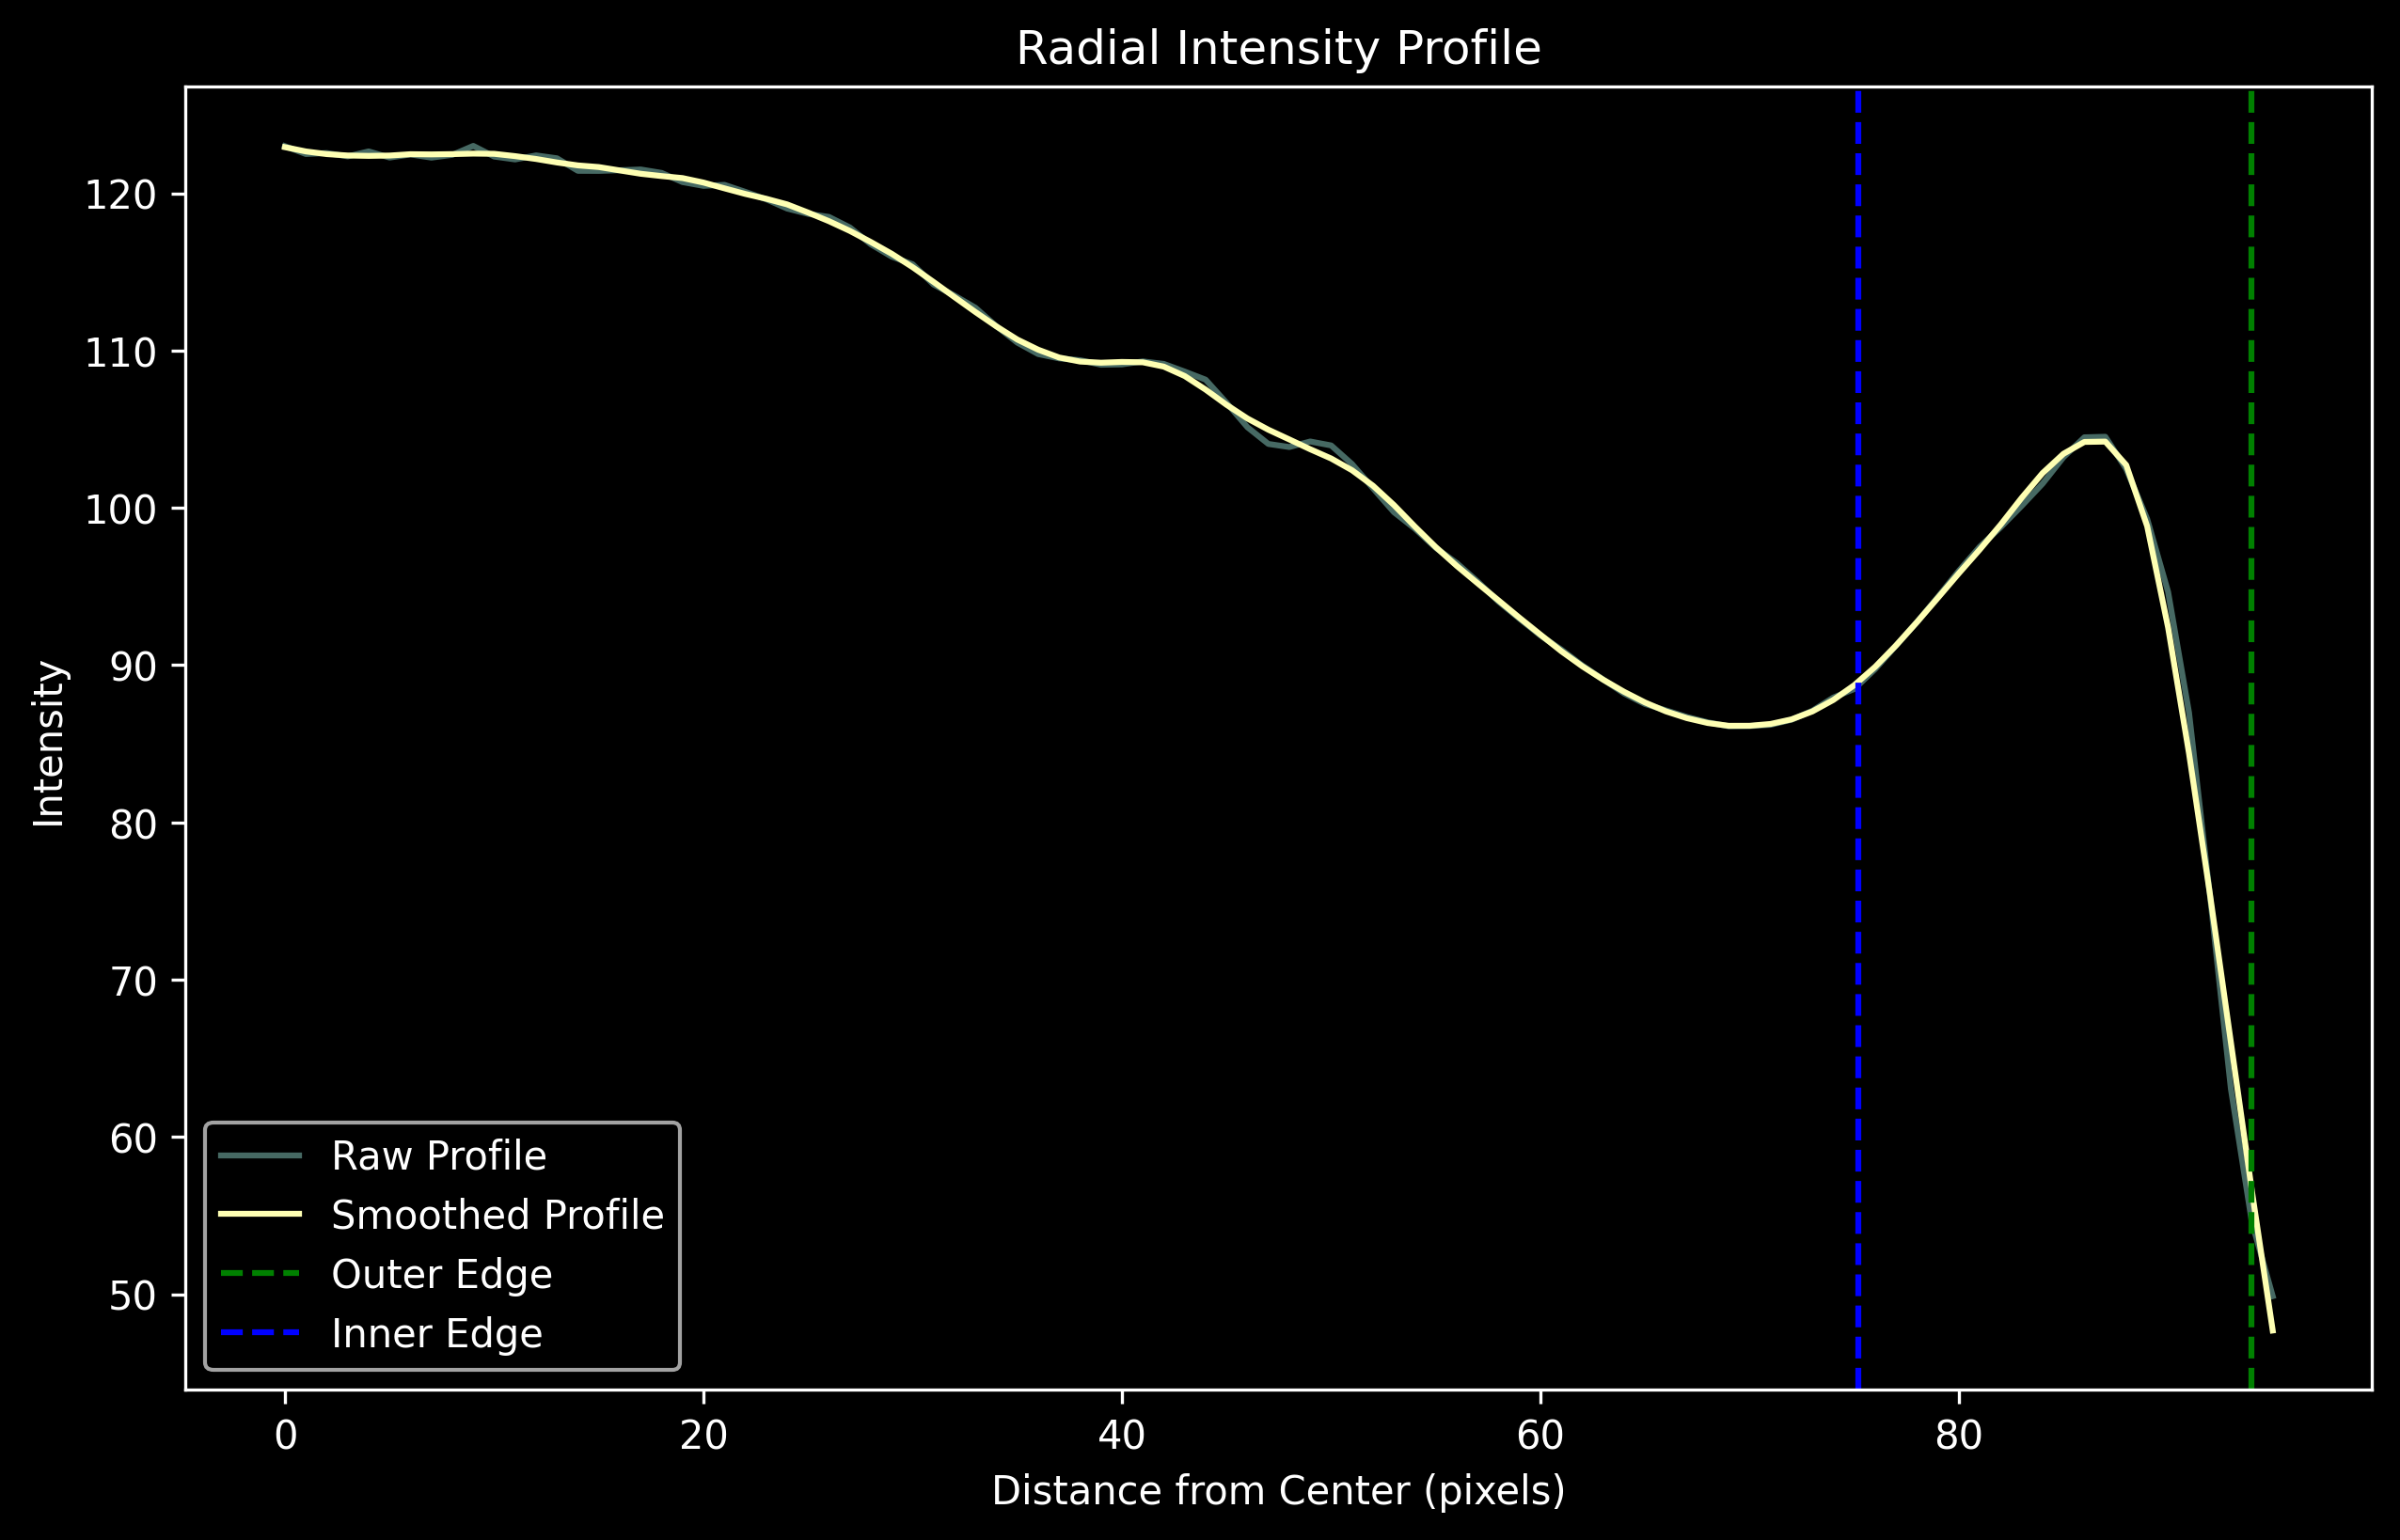 Radial Intensity Profile
120
110
100
90
80
70
60
50
Intensity
Raw Profile
Smoothed Profile
Outer Edge
Inner Edge
0 20 40 60 80
Distance from Center (pixels)